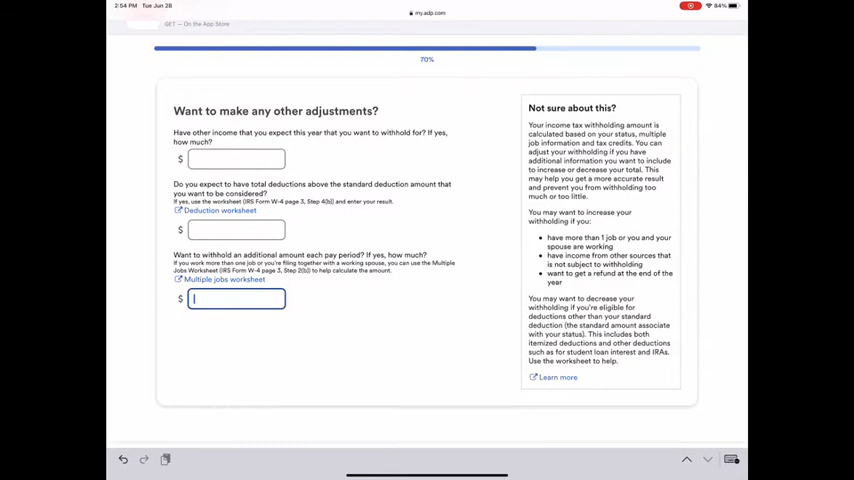 2:54 PM Tue Jun 28
84%
my.adp.com
GET — On the App Store
70%
Want to make any other adjustments?
Have other income that you expect this year that you want to withhold for? If yes,
how much?
$
Do you expect to have total deductions above the standard deduction amount that
you want to be considered?
If yes, use the worksheet (IRS Form W-4 page 3, Step 4(b)) and enter your result.
Deduction worksheet
$
Want to withhold an additional amount each pay period? If yes, how much?
If you work more than one job or you're filing together with a working spouse, you can use the Multiple
Jobs Worksheet (IRS Form W-4 page 3, Step 2(b)) to help calculate the amount.
Multiple jobs worksheet
$
Not sure about this?
Your income tax withholding amount is
calculated based on your status, multiple
job information and tax credits. You can
adjust your withholding if you have
additional information you want to include
to increase or decrease your total. This
may help you get a more accurate result
and prevent you from withholding too
much or too little.
You may want to increase your
withholding if you:
• have more than 1 job or you and your
spouse are working
• have income from other sources that
is not subject to withholding
• want to get a refund at the end of the
year
You may want to decrease your
withholding if you're eligible for
deductions other than your standard
deduction (the standard amount associate
with your status). This includes both
itemized deductions and other deductions
such as for student loan interest and IRAs.
Use the worksheet to help.
Learn more